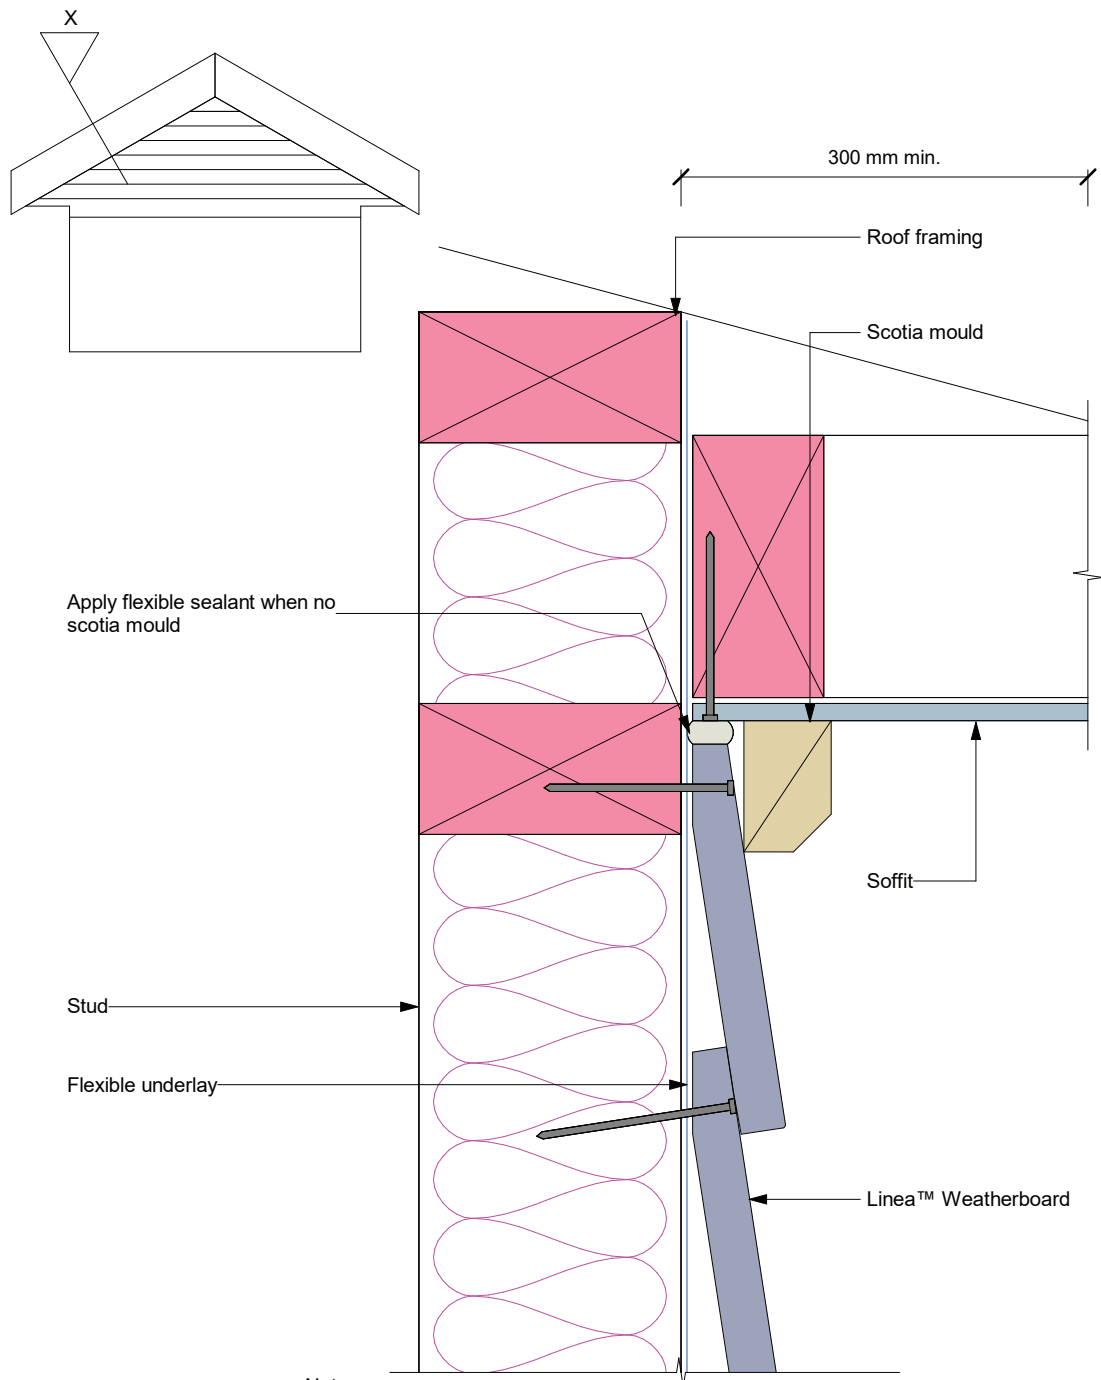 X
300 mm min.
Roof framing
Scotia mould
Apply flexible sealant when no
scotia mould
Soffit
Stud
Flexible underlay
Linea™ Weatherboard